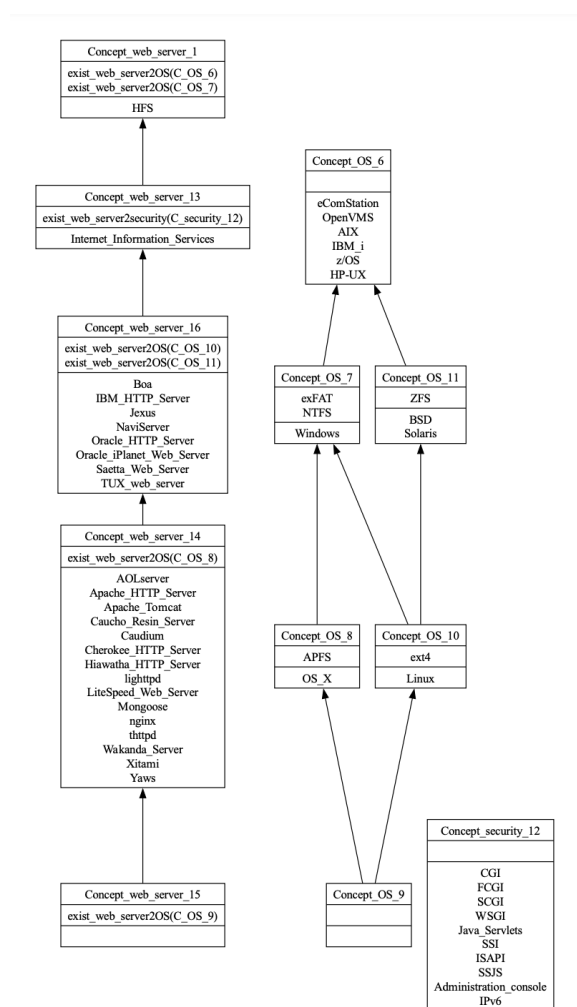 Concept_web_server_1
exist_web_server2OS(C_OS_6)
exist_web_server2OS(C_OS_7)
HFS
Concept_web_server_13
exist_web_server2security(C_security_12)
Internet_Information_Services
Concept_web_server_16
exist_web_server2OS(C_OS_10)
exist_web_server2OS(C_OS_11)
Boa
IBM_HTTP_Server
Jexus
NaviServer
Oracle_HTTP_Server
Oracle_iPlanet_Web_Server
Saetta_Web_Server
TUX_web_server
Concept_web_server_14
exist_web_server2OS(C_OS_8)
AOLserver
Apache_HTTP_Server
Apache_Tomcat
Caucho_Resin_Server
Caudium
Cherokee_HTTP_Server
Hiawatha_HTTP_Server
lighttpd
LiteSpeed_Web_Server
Mongoose
nginx
thttpd
Wakanda_Server
Xitami
Yaws
Concept_web_server_15
exist_web_server2OS(C_OS_9)
Concept_OS_6
eComStation
OpenVMS
AIX
IBM_i
z/OS
HP-UX
Concept_OS_7
exFAT
NTFS
Windows
Concept_OS_11
ZFS
BSD
Solaris
Concept_OS_8
APFS
OS_X
Concept_OS_10
ext4
Linux
Concept_OS_9
Concept_security_12
CGI
FCGI
SCGI
WSGI
Java_Servlets
SSI
ISAPI
SSJS
Administration_console
IPv6